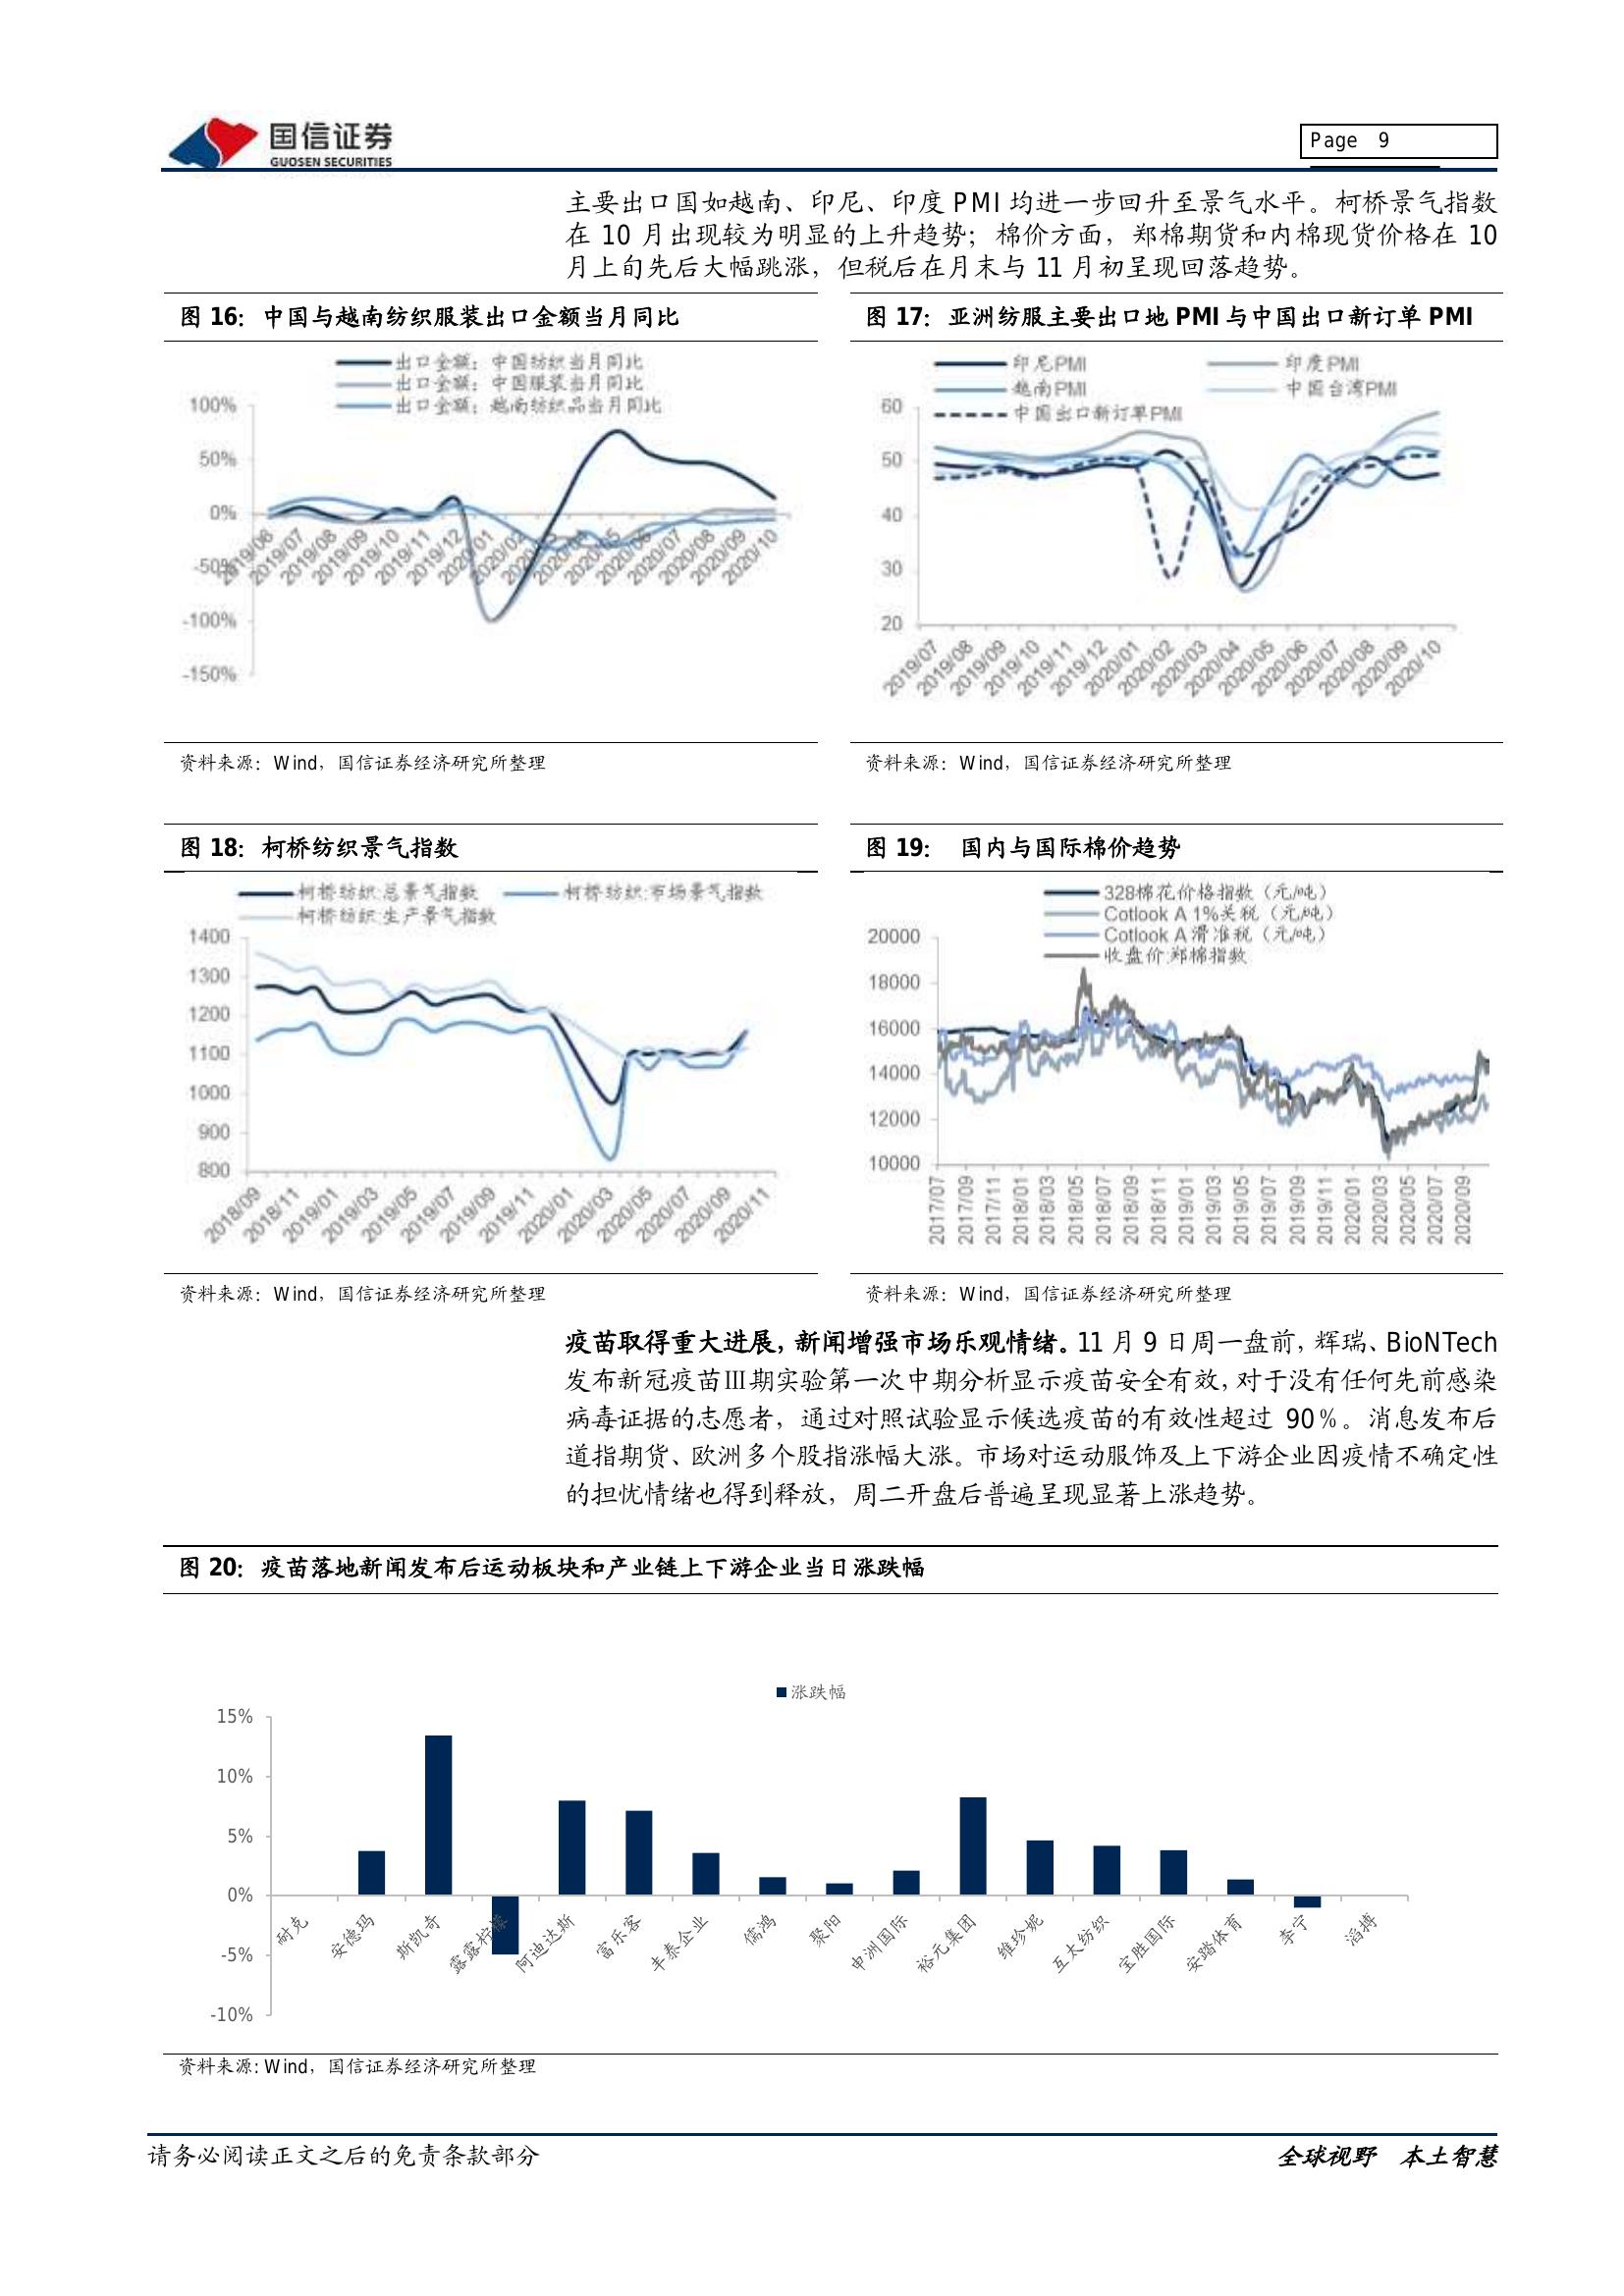 国信证券
GUOSEN SECURITIES
Page 9
主要出口国如越南、印尼、印度 PMI 均进一步回升至景气水平。柯桥景气指数
在 10 月出现较为明显的上升趋势；棉价方面，郑棉期货和内棉现货价格在 10
月上旬先后大幅跳涨，但税后在月末与 11 月初呈现回落趋势。
图 16：中国与越南纺织服装出口金额当月同比
出口金额：中国纺织当月同比
出口金额：中国服装当月同比
出口金额：越南纺织品当月同比
100%
50%
0%
-50%
-100%
-150%
2019/08 2019/07 2019/08 2019/09 2019/10 2019/11 2019/12 2020/01 2020/02 2020/05 2020/06 2020/07 2020/08 2020/09 2020/10
资料来源：Wind，国信证券经济研究所整理
图 17：亚洲纺服主要出口地 PMI 与中国出口新订单 PMI
印尼PMI 印度PMI
越南PMI 中国台湾PMI
中国出口新订单PMI
60
50
40
30
20
2019/07 2019/08 2019/09 2019/10 2019/11 2019/12 2020/01 2020/02 2020/03 2020/04 2020/05 2020/06 2020/07 2020/08 2020/09 2020/10
资料来源：Wind，国信证券经济研究所整理
图 18：柯桥纺织景气指数
柯桥纺织:总景气指数 柯桥纺织:市场景气指数
柯桥纺织:生产景气指数
1400
1300
1200
1100
1000
900
800
2018/09 2018/11 2019/01 2019/03 2019/05 2019/07 2019/09 2019/11 2020/01 2020/03 2020/05 2020/07 2020/09 2020/11
资料来源：Wind，国信证券经济研究所整理
图 19： 国内与国际棉价趋势
328棉花价格指数（元/吨）
Cotlook A 1%关税（元/吨）
Cotlook A 滑准税（元/吨）
收盘价:郑棉指数
20000
18000
16000
14000
12000
10000
2017/07 2017/09 2017/11 2018/01 2018/03 2018/05 2018/07 2018/09 2018/11 2019/01 2019/03 2019/05 2019/07 2019/09 2019/11 2020/01 2020/03 2020/05 2020/07 2020/09
资料来源：Wind，国信证券经济研究所整理
疫苗取得重大进展，新闻增强市场乐观情绪。11 月 9 日周一盘前，辉瑞、BioNTech
发布新冠疫苗Ⅲ期实验第一次中期分析显示疫苗安全有效，对于没有任何先前感染
病毒证据的志愿者，通过对照试验显示候选疫苗的有效性超过 90%。消息发布后
道指期货、欧洲多个股指涨幅大涨。市场对运动服饰及上下游企业因疫情不确定性
的担忧情绪也得到释放，周二开盘后普遍呈现显著上涨趋势。
图 20：疫苗落地新闻发布后运动板块和产业链上下游企业当日涨跌幅
涨跌幅
15%
10%
5%
0%
-5%
-10%
耐克 安德玛 斯凯奇 露露柠檬 阿迪达斯 富乐客 丰泰企业 儒鸿 聚阳 申洲国际 裕元集团 维珍妮 互太纺织 宝胜国际 安踏体育 李宁 滔搏
资料来源: Wind，国信证券经济研究所整理
请务必阅读正文之后的免责条款部分
全球视野 本土智慧